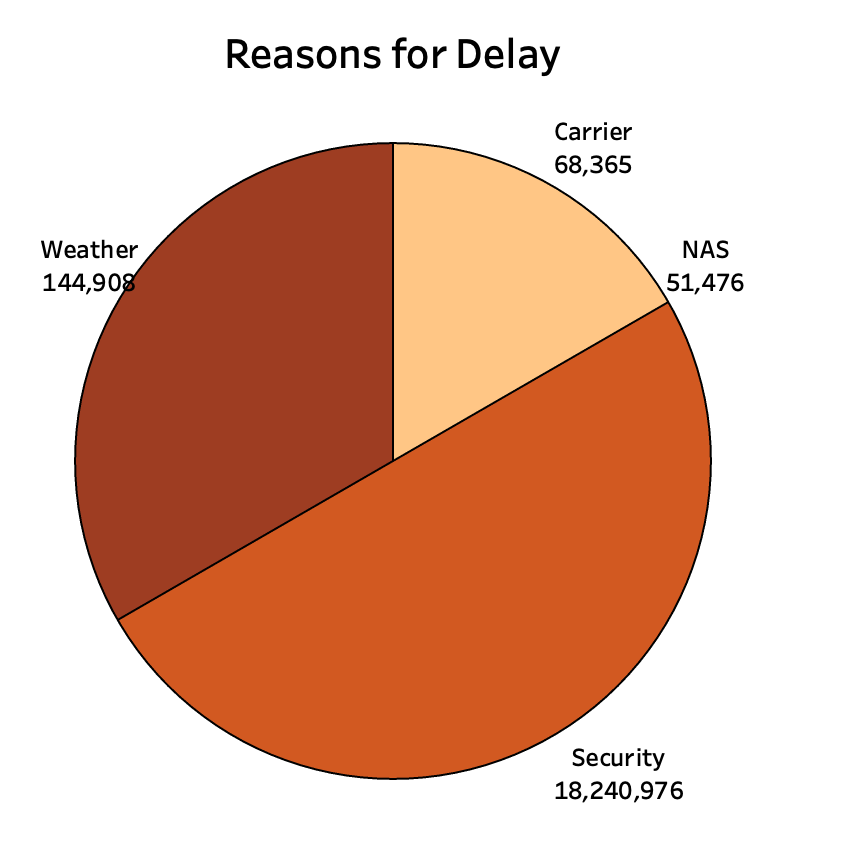 Reasons for Delay
Carrier
68,365
Weather
144,908
NAS
51,476
Security
18,240,976